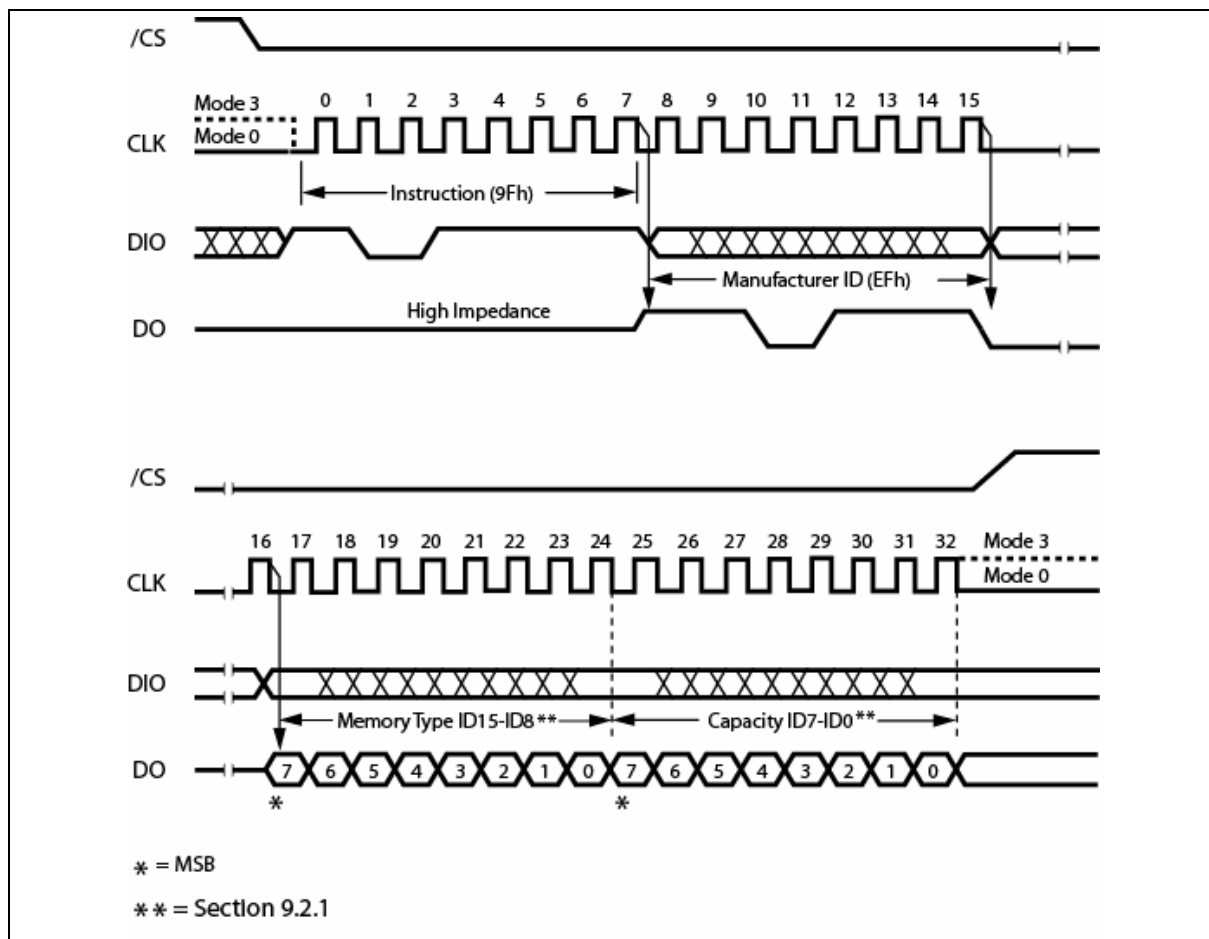 /CS
Mode 3
0 1 2 3 4 5 6 7 8 9 10 11 12 13 14 15
CLK
Mode 0
Instruction (9Fh)
DIO
Manufacturer ID (EFh)
High Impedance
DO
/CS
16 17 18 19 20 21 22 23 24 25 26 27 28 29 30 31 32
Mode 3
CLK
Mode 0
DIO
Memory Type ID15-ID8** Capacity ID7-ID0**
DO
7 6 5 4 3 2 1 0 7 6 5 4 3 2 1 0
* *
* = MSB
** = Section 9.2.1